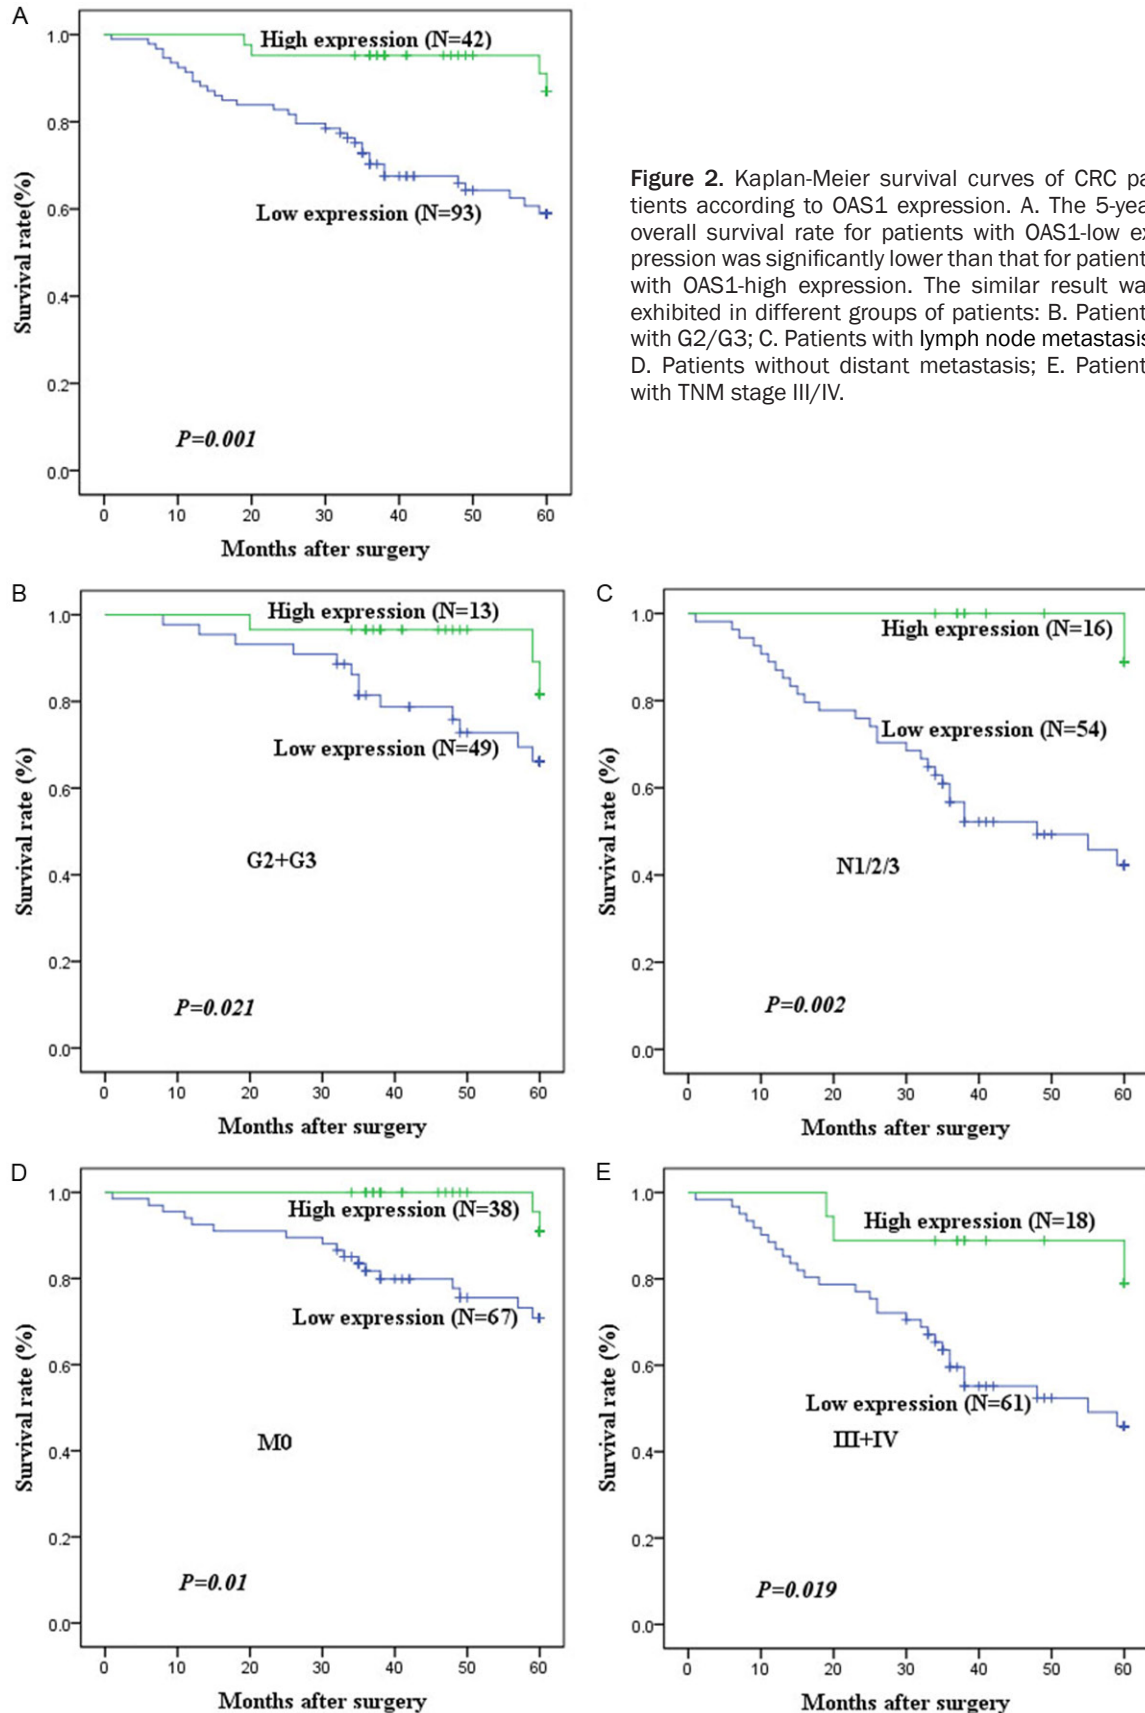 A
1.0
0.8
0.6
0.4
0.2
0.0
Survival rate(%)
High expression (N=42)
Low expression (N=93)
P=0.001
0 10 20 30 40 50 60
Months after surgery
Figure 2. Kaplan-Meier survival curves of CRC pa
tients according to OAS1 expression. A. The 5-yea
overall survival rate for patients with OAS1-low ex
pression was significantly lower than that for patient
with OAS1-high expression. The similar result wa
exhibited in different groups of patients: B. Patient
with G2/G3; C. Patients with lymph node metastasis
D. Patients without distant metastasis; E. Patient
with TNM stage III/IV.
B
1.0
0.8
0.6
0.4
0.2
0.0
Survival rate (%)
High expression (N=13)
Low expression (N=49)
G2+G3
P=0.021
0 10 20 30 40 50 60
Months after surgery
C
1.0
0.8
0.6
0.4
0.2
0.0
Survival rate (%)
High expression (N=16)
Low expression (N=54)
N1/2/3
P=0.002
0 10 20 30 40 50 60
Months after surgery
D
1.0
0.8
0.6
0.4
0.2
0.0
Survival rate (%)
High expression (N=38)
Low expression (N=67)
M0
P=0.01
0 10 20 30 40 50 60
Months after surgery
E
1.0
0.8
0.6
0.4
0.2
0.0
Survival rate (%)
High expression (N=18)
Low expression (N=61)
III+IV
P=0.019
0 10 20 30 40 50 60
Months after surgery